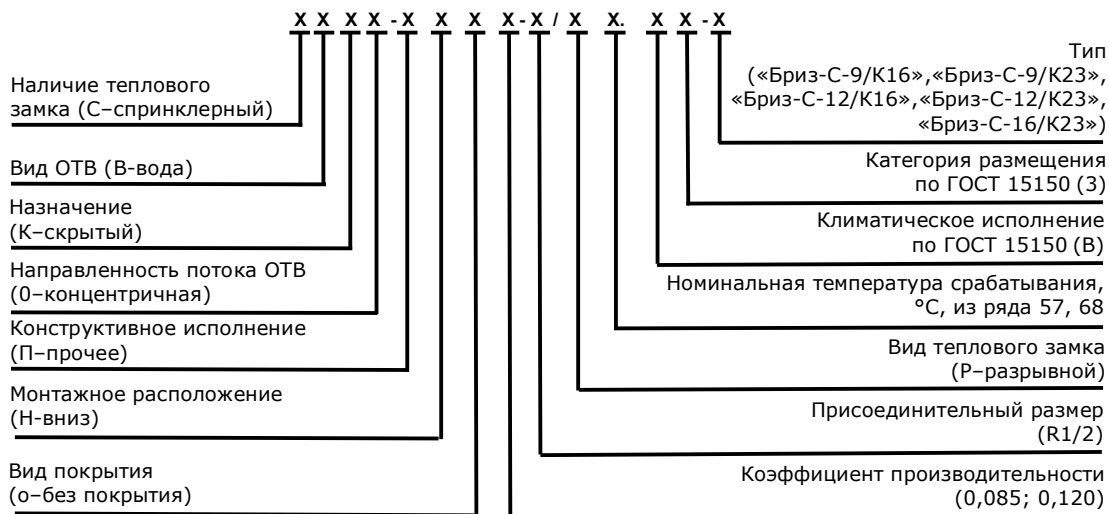 X X X X - X X X X - X / X X. X X - X
Наличие теплового
замка (С–спринклерный)
Вид ОТВ (В-вода)
Назначение
(К–скрытый)
Направленность потока ОТВ
(0–концентричная)
Конструктивное исполнение
(П–прочее)
Монтажное расположение
(Н-вниз)
Вид покрытия
(о–без покрытия)
Тип
(«Бриз-С-9/К16»,«Бриз-С-9/К23»,
«Бриз-С-12/К16»,«Бриз-С-12/К23»,
«Бриз-С-16/К23»)
Категория размещения
по ГОСТ 15150 (3)
Климатическое исполнение
по ГОСТ 15150 (В)
Номинальная температура срабатывания,
°С, из ряда 57, 68
Вид теплового замка
(Р–разрывной)
Присоединительный размер
(R1/2)
Коэффициент производительности
(0,085; 0,120)